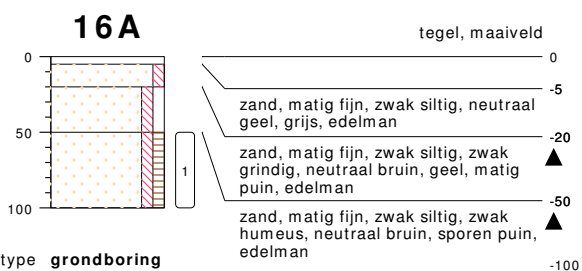 16A
tegel, maaiveld
0
0
-5
zand, matig fijn, zwak siltig, neutraal
geel, grijs, edelman
-20
zand, matig fijn, zwak siltig, zwak
grindig, neutraal bruin, geel, matig
puin, edelman
50
1
-50
zand, matig fijn, zwak siltig, zwak
humeus, neutraal bruin, sporen puin,
edelman
100
type grondboring
-100